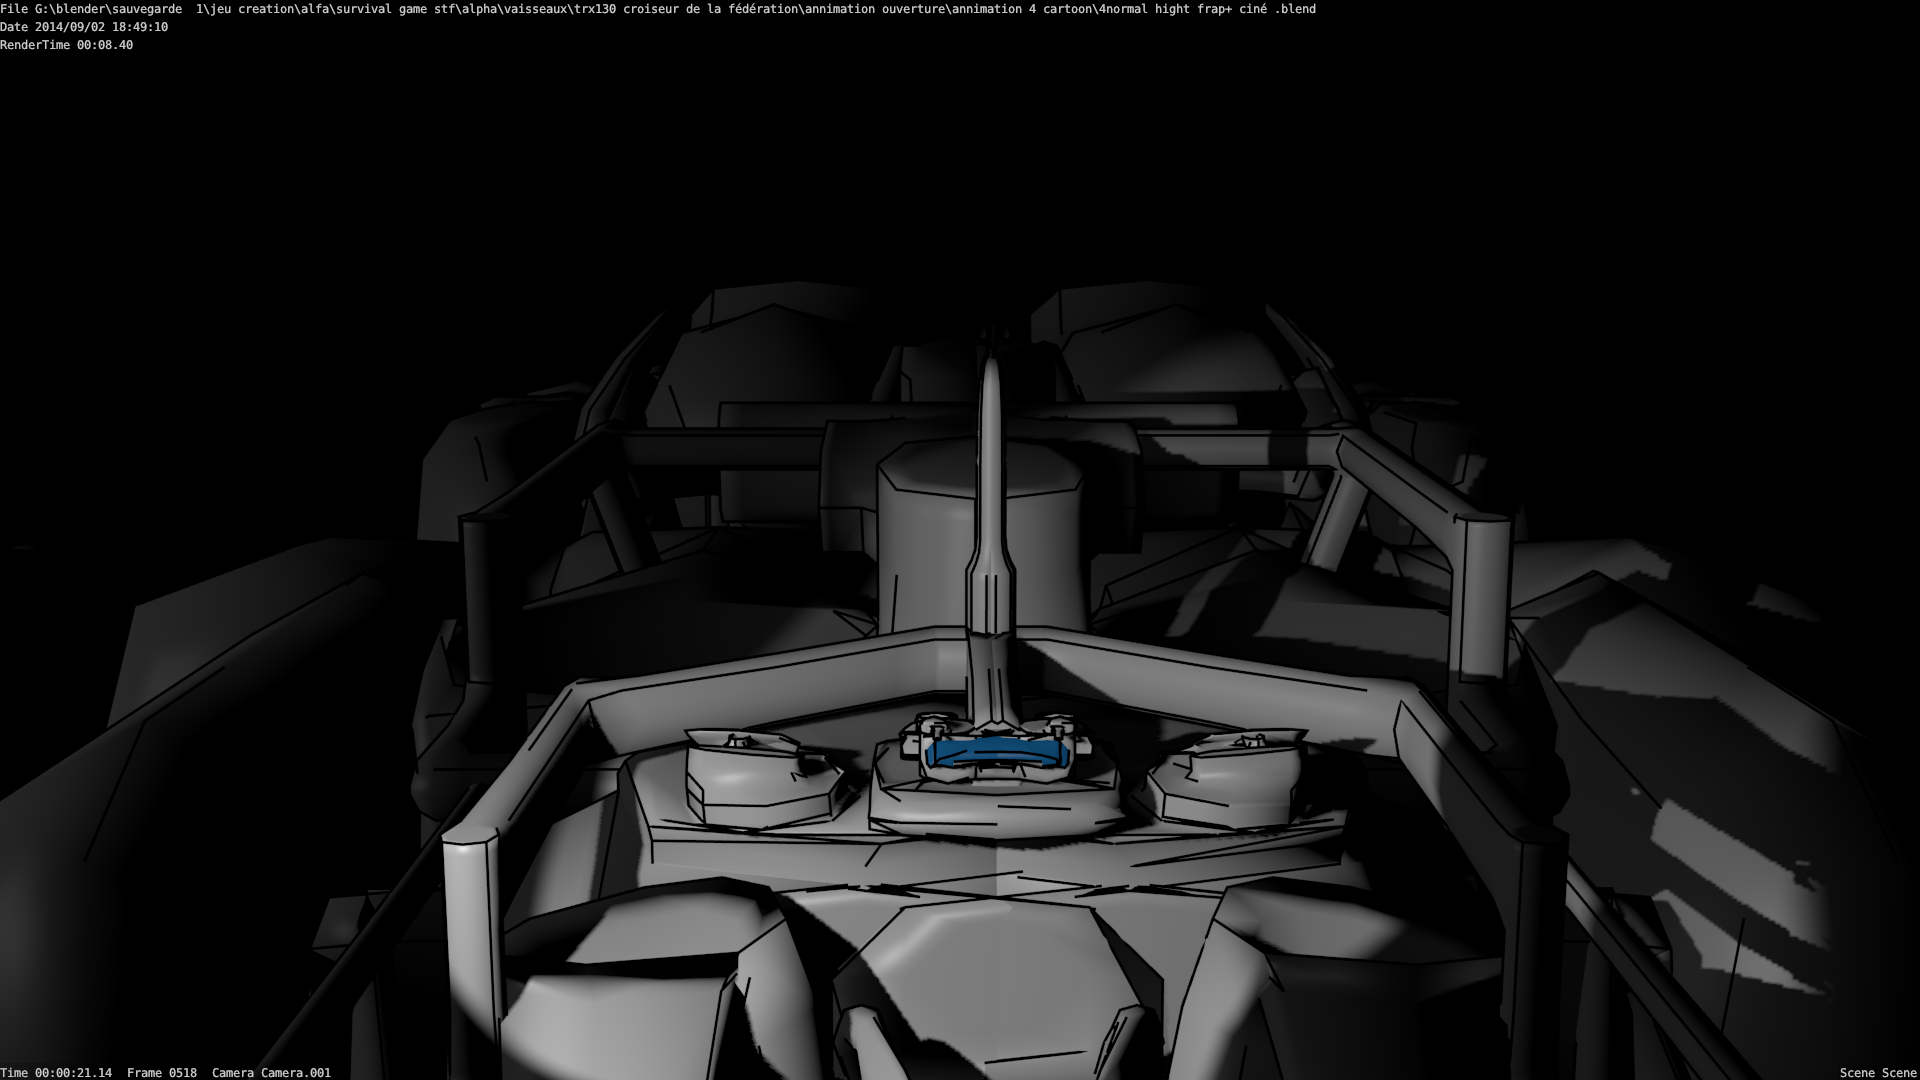 File G:\blender\sauvegarde  1\jeu creation\alfa\survival game stf\alpha\vaisseaux\trx130 croiseur de la fédération\annimation ouverture\annimation 4 cartoon\4normal hight frap+ ciné .blend
Date 2014/09/02 18:49:10
RenderTime 00:08.40
Time 00:00:21.14  Frame 0518  Camera Camera.001
Scene Scene